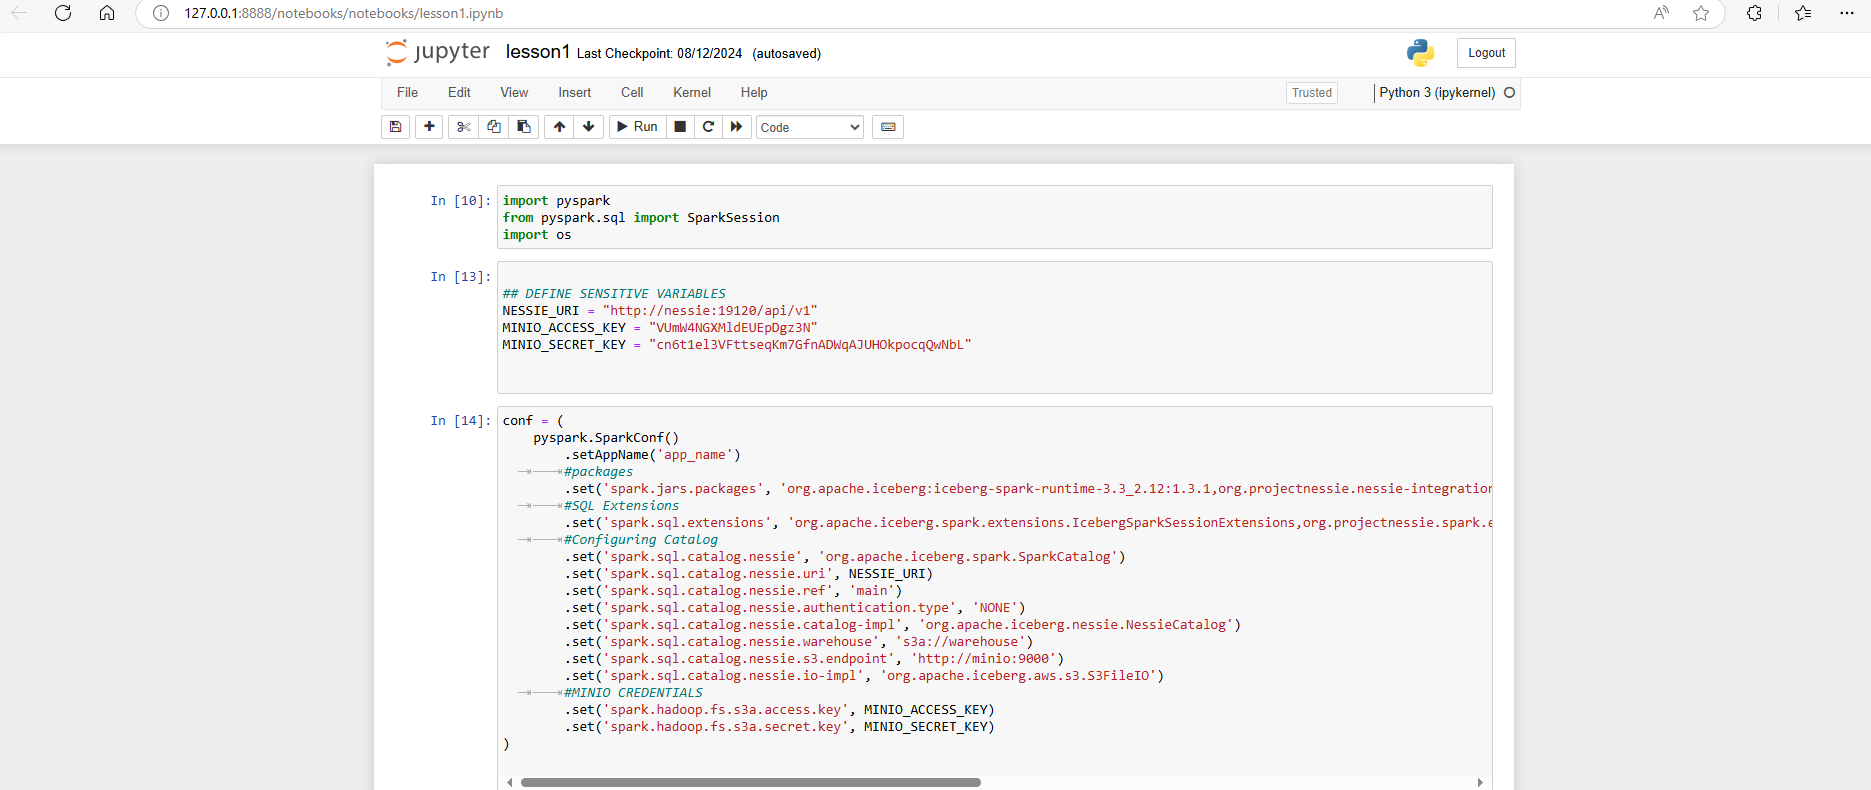 127.0.0.1:8888/notebooks/notebooks/lesson1.ipynb
jupyter lesson1 Last Checkpoint: 08/12/2024 (autosaved)
Logout
File Edit View Insert Cell Kernel Help
Trusted
Python 3 (ipykernel)
Run
Code
In [10]:
import pyspark
from pyspark.sql import SparkSession
import os
In [13]:
## DEFINE SENSITIVE VARIABLES
NESSIE_URI = "http://nessie:19120/api/v1"
MINIO_ACCESS_KEY = "VUmW4NGXMldEUEpDgz3N"
MINIO_SECRET_KEY = "cn6t1el3VFttseqKm7GfnADWqAJUHOkpocqQwNbL"
In [14]:
conf = (
    pyspark.SparkConf()
        .setAppName('app_name')
        #packages
        .set('spark.jars.packages', 'org.apache.iceberg:iceberg-spark-runtime-3.3_2.12:1.3.1,org.projectnessie.nessie-integration
        #SQL Extensions
        .set('spark.sql.extensions', 'org.apache.iceberg.spark.extensions.IcebergSparkSessionExtensions,org.projectnessie.spark.e
        #Configuring Catalog
        .set('spark.sql.catalog.nessie', 'org.apache.iceberg.spark.SparkCatalog')
        .set('spark.sql.catalog.nessie.uri', NESSIE_URI)
        .set('spark.sql.catalog.nessie.ref', 'main')
        .set('spark.sql.catalog.nessie.authentication.type', 'NONE')
        .set('spark.sql.catalog.nessie.catalog-impl', 'org.apache.iceberg.nessie.NessieCatalog')
        .set('spark.sql.catalog.nessie.warehouse', 's3a://warehouse')
        .set('spark.sql.catalog.nessie.s3.endpoint', 'http://minio:9000')
        .set('spark.sql.catalog.nessie.io-impl', 'org.apache.iceberg.aws.s3.S3FileIO')
        #MINIO CREDENTIALS
        .set('spark.hadoop.fs.s3a.access.key', MINIO_ACCESS_KEY)
        .set('spark.hadoop.fs.s3a.secret.key', MINIO_SECRET_KEY)
)